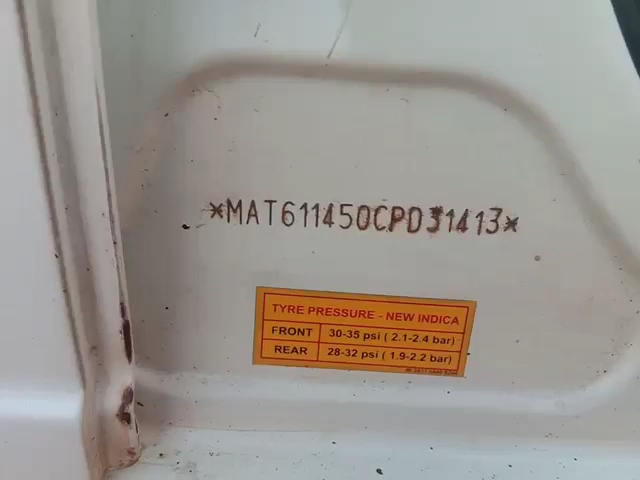 *MAT611450CPD31413*
TYRE PRESSURE - NEW INDICA
FRONT 30-35 psi ( 2.1-2.4 bar)
REAR 28-32 psi ( 1.9-2.2 bar)